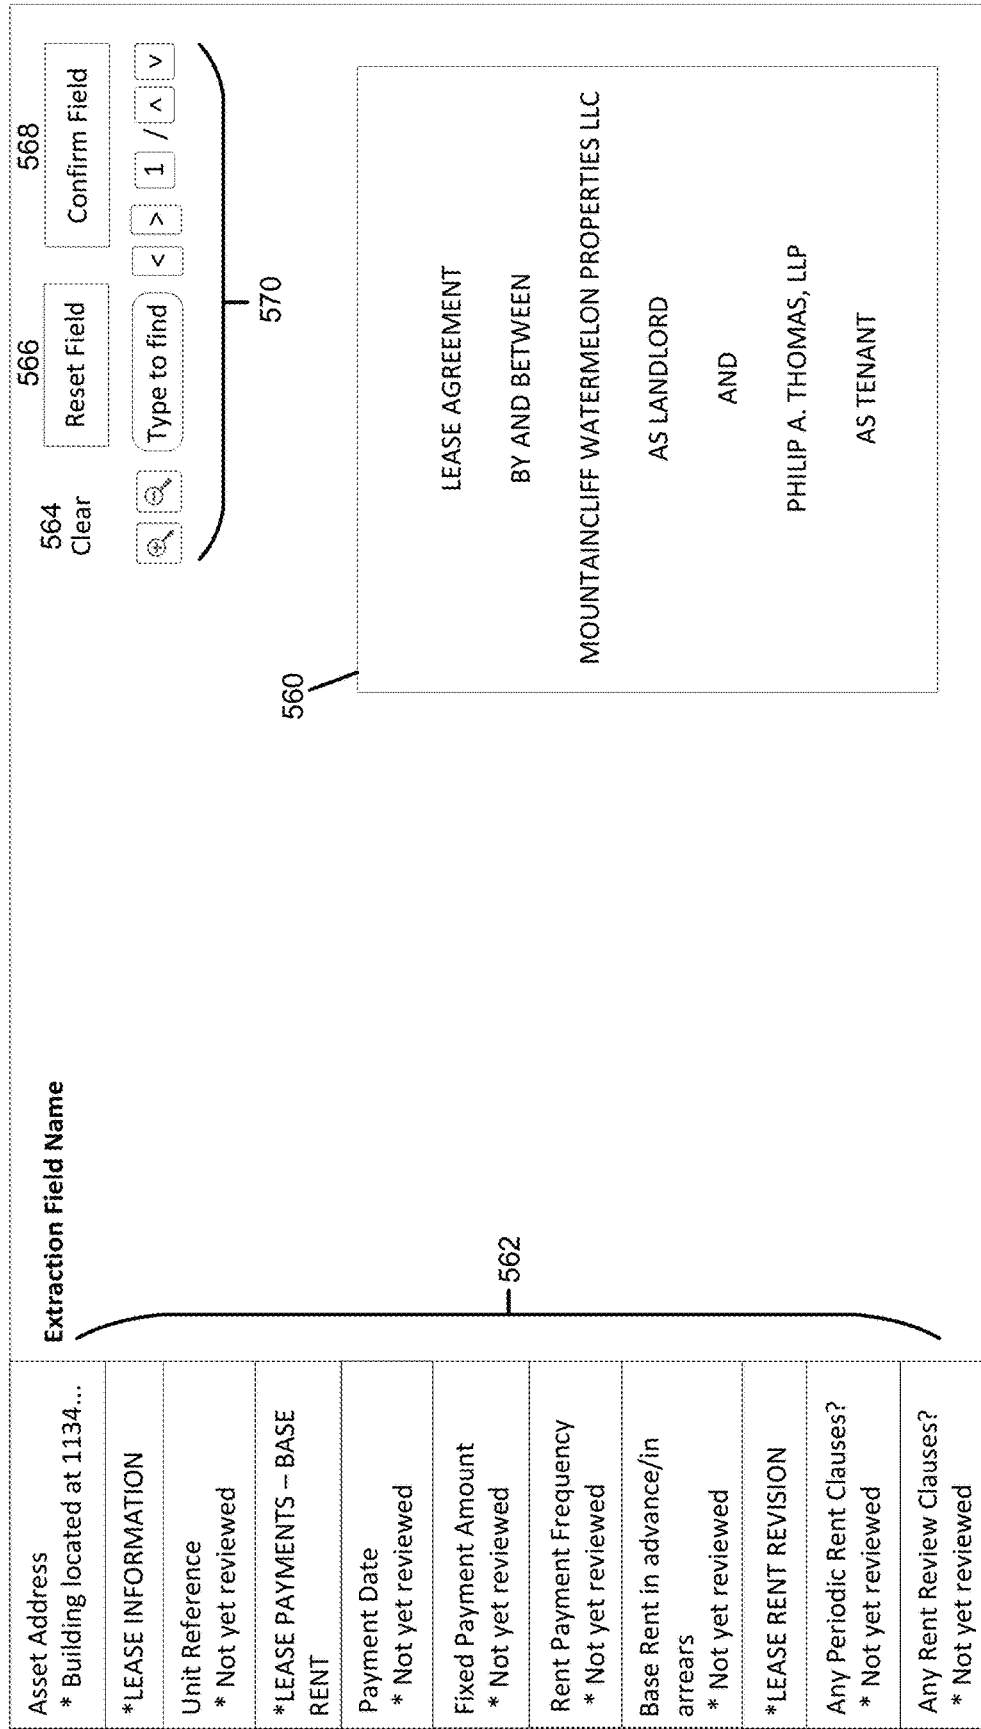 Asset Address
* Building located at 1134...
*LEASE INFORMATION
Unit Reference
* Not yet reviewed
*LEASE PAYMENTS – BASE
RENT
Payment Date
* Not yet reviewed
Fixed Payment Amount
* Not yet reviewed
Rent Payment Frequency
* Not yet reviewed
Base Rent in advance/in
arrears
* Not yet reviewed
*LEASE RENT REVISION
Any Periodic Rent Clauses?
* Not yet reviewed
Any Rent Review Clauses?
* Not yet reviewed
Extraction Field Name
562
564
Clear
566
Reset Field
568
Confirm Field
Type to find < > 1 / ^ v
570
560
LEASE AGREEMENT
BY AND BETWEEN
MOUNTAINCLIFF WATERMELON PROPERTIES LLC
AS LANDLORD
AND
PHILIP A. THOMAS, LLP
AS TENANT